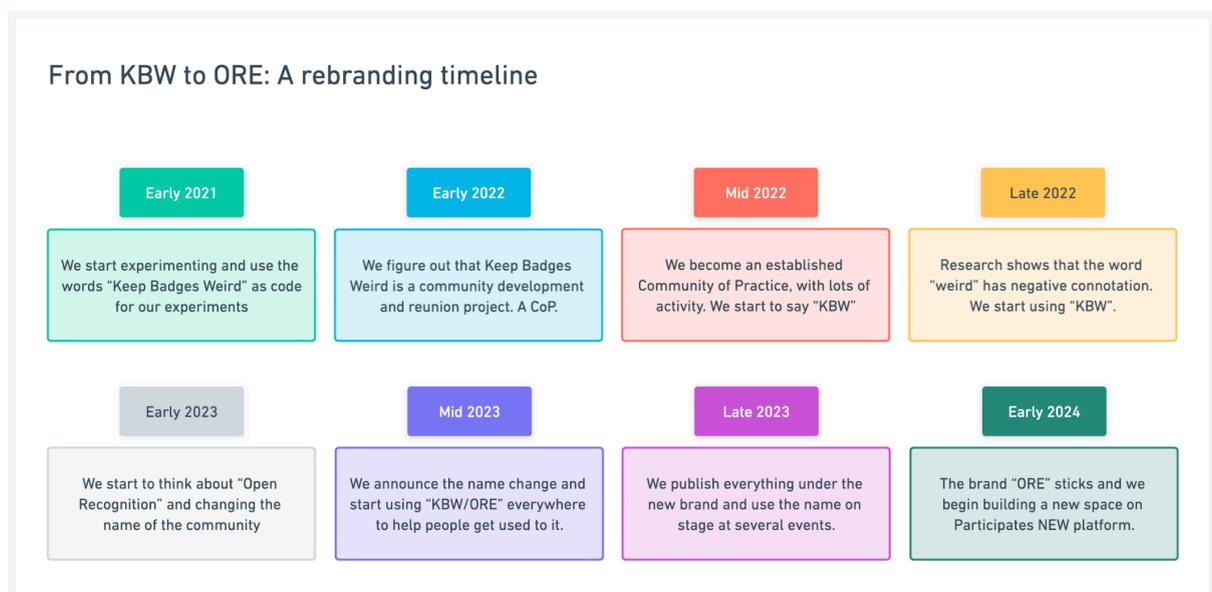 From KBW to ORE: A rebranding timeline
Early 2021
We start experimenting and use the
words “Keep Badges Weird” as code
for our experiments
Early 2022
We figure out that Keep Badges
Weird is a community development
and reunion project. A CoP.
Mid 2022
We become an established
Community of Practice, with lots of
activity. We start to say “KBW”
Late 2022
Research shows that the word
“weird” has negative connotation.
We start using “KBW”.
Early 2023
We start to think about “Open
Recognition” and changing the
name of the community
Mid 2023
We announce the name change and
start using “KBW/ORE” everywhere
to help people get used to it.
Late 2023
We publish everything under the
new brand and use the name on
stage at several events.
Early 2024
The brand “ORE” sticks and we
begin building a new space on
Participates NEW platform.